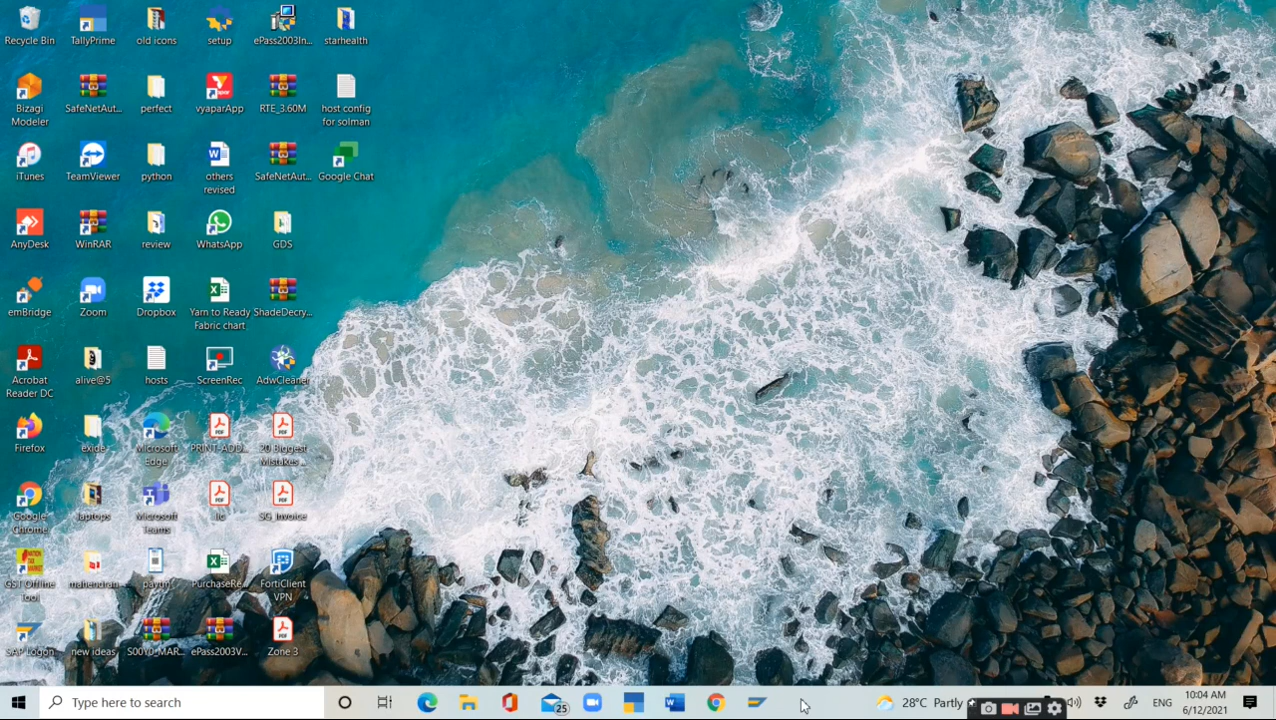 Recycle Bin
TallyPrime
old icons
setup
ePass2003In...
starhealth
Bizagi
Modeler
SafeNetAut...
perfect
vyaparApp
RTE_3.60M
host config
for solman
iTunes
TeamViewer
python
others
revised
SafeNetAut...
Google Chat
AnyDesk
WinRAR
review
WhatsApp
GDS
emBridge
Zoom
Dropbox
Yarn to Ready
Fabric chart
ShadeDecry...
Acrobat
Reader DC
alive@5
hosts
ScreenRec
AdwCleaner
Firefox
exide
Microsoft
Edge
PRINT-ADD...
20 Biggest
Mistakes ...
Google
Chrome
laptops
Microsoft
Teams
lic
SG_Invoice
GST Offline
Tool
mahendran...
paytm
PurchaseRe...
FortiClient
VPN
SAP Logon
new ideas
S00Y0_MAR...
ePass2003V...
Zone 3
Type here to search
25
28°C Partly
ENG
10:04 AM
6/12/2021